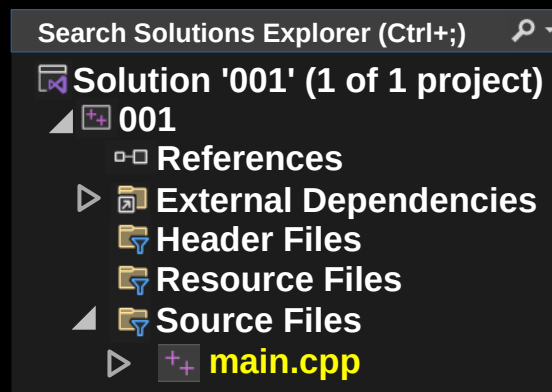 Search Solutions Explorer (Ctrl+;)
Solution '001' (1 of 1 project)
001
References
External Dependencies
Header Files
Resource Files
Source Files
main.cpp